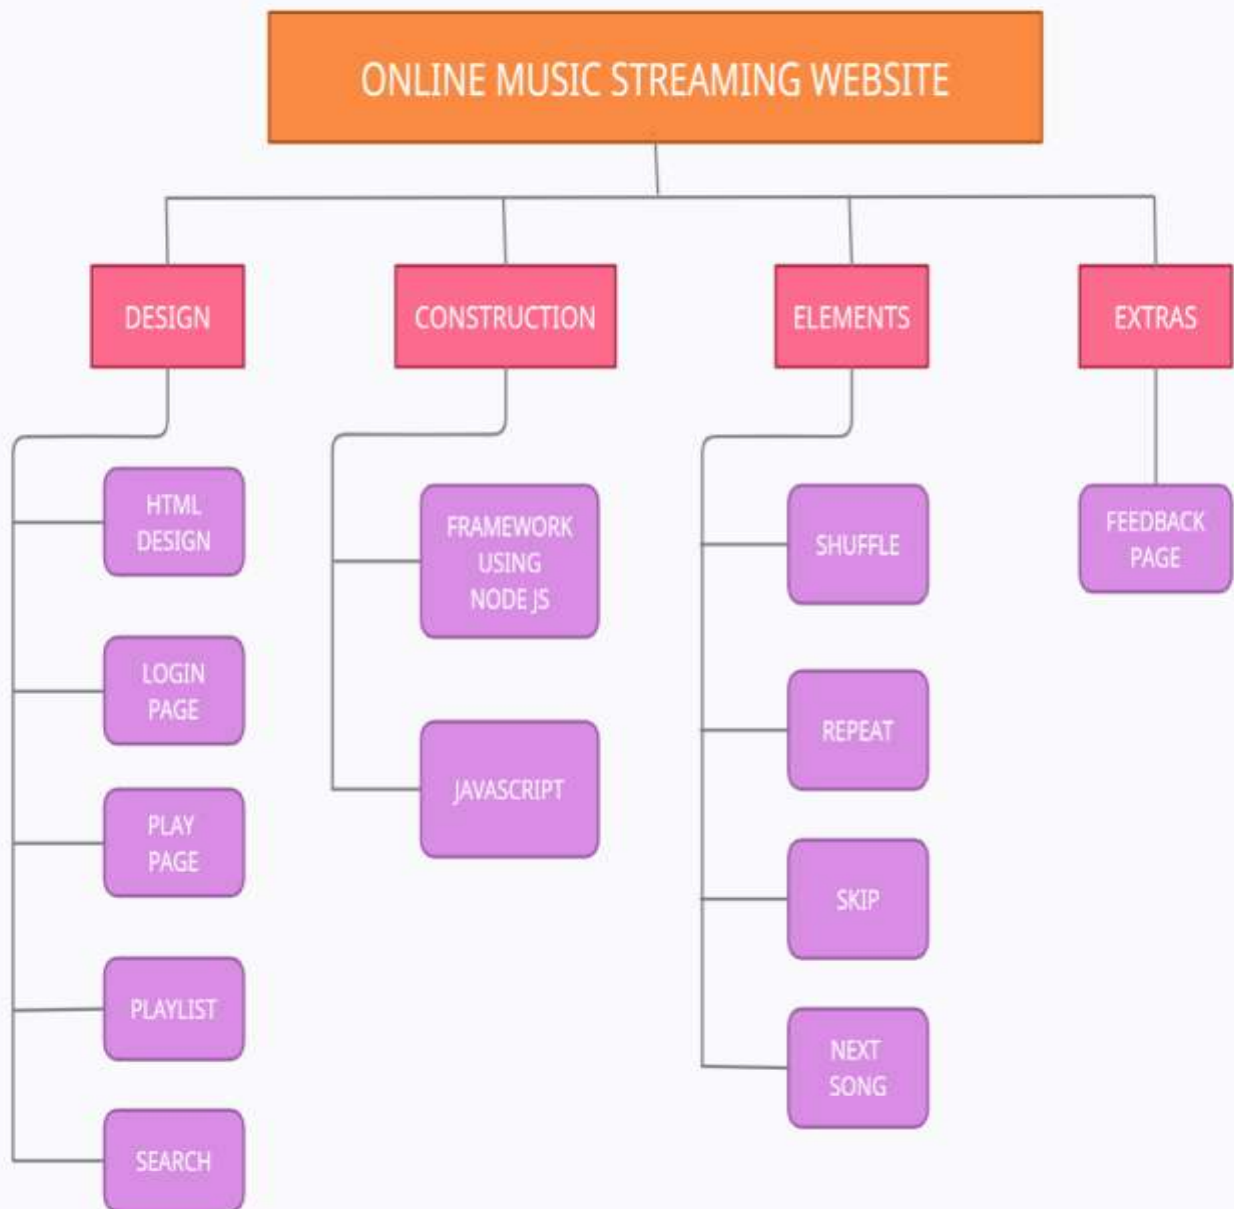 ONLINE MUSIC STREAMING WEBSITE
DESIGN
CONSTRUCTION
ELEMENTS
EXTRAS
HTML
DESIGN
LOGIN
PAGE
PLAY
PAGE
PLAYLIST
SEARCH
FRAMEWORK
USING
NODE JS
JAVASCRIPT
SHUFFLE
REPEAT
SKIP
NEXT
SONG
FEEDBACK
PAGE